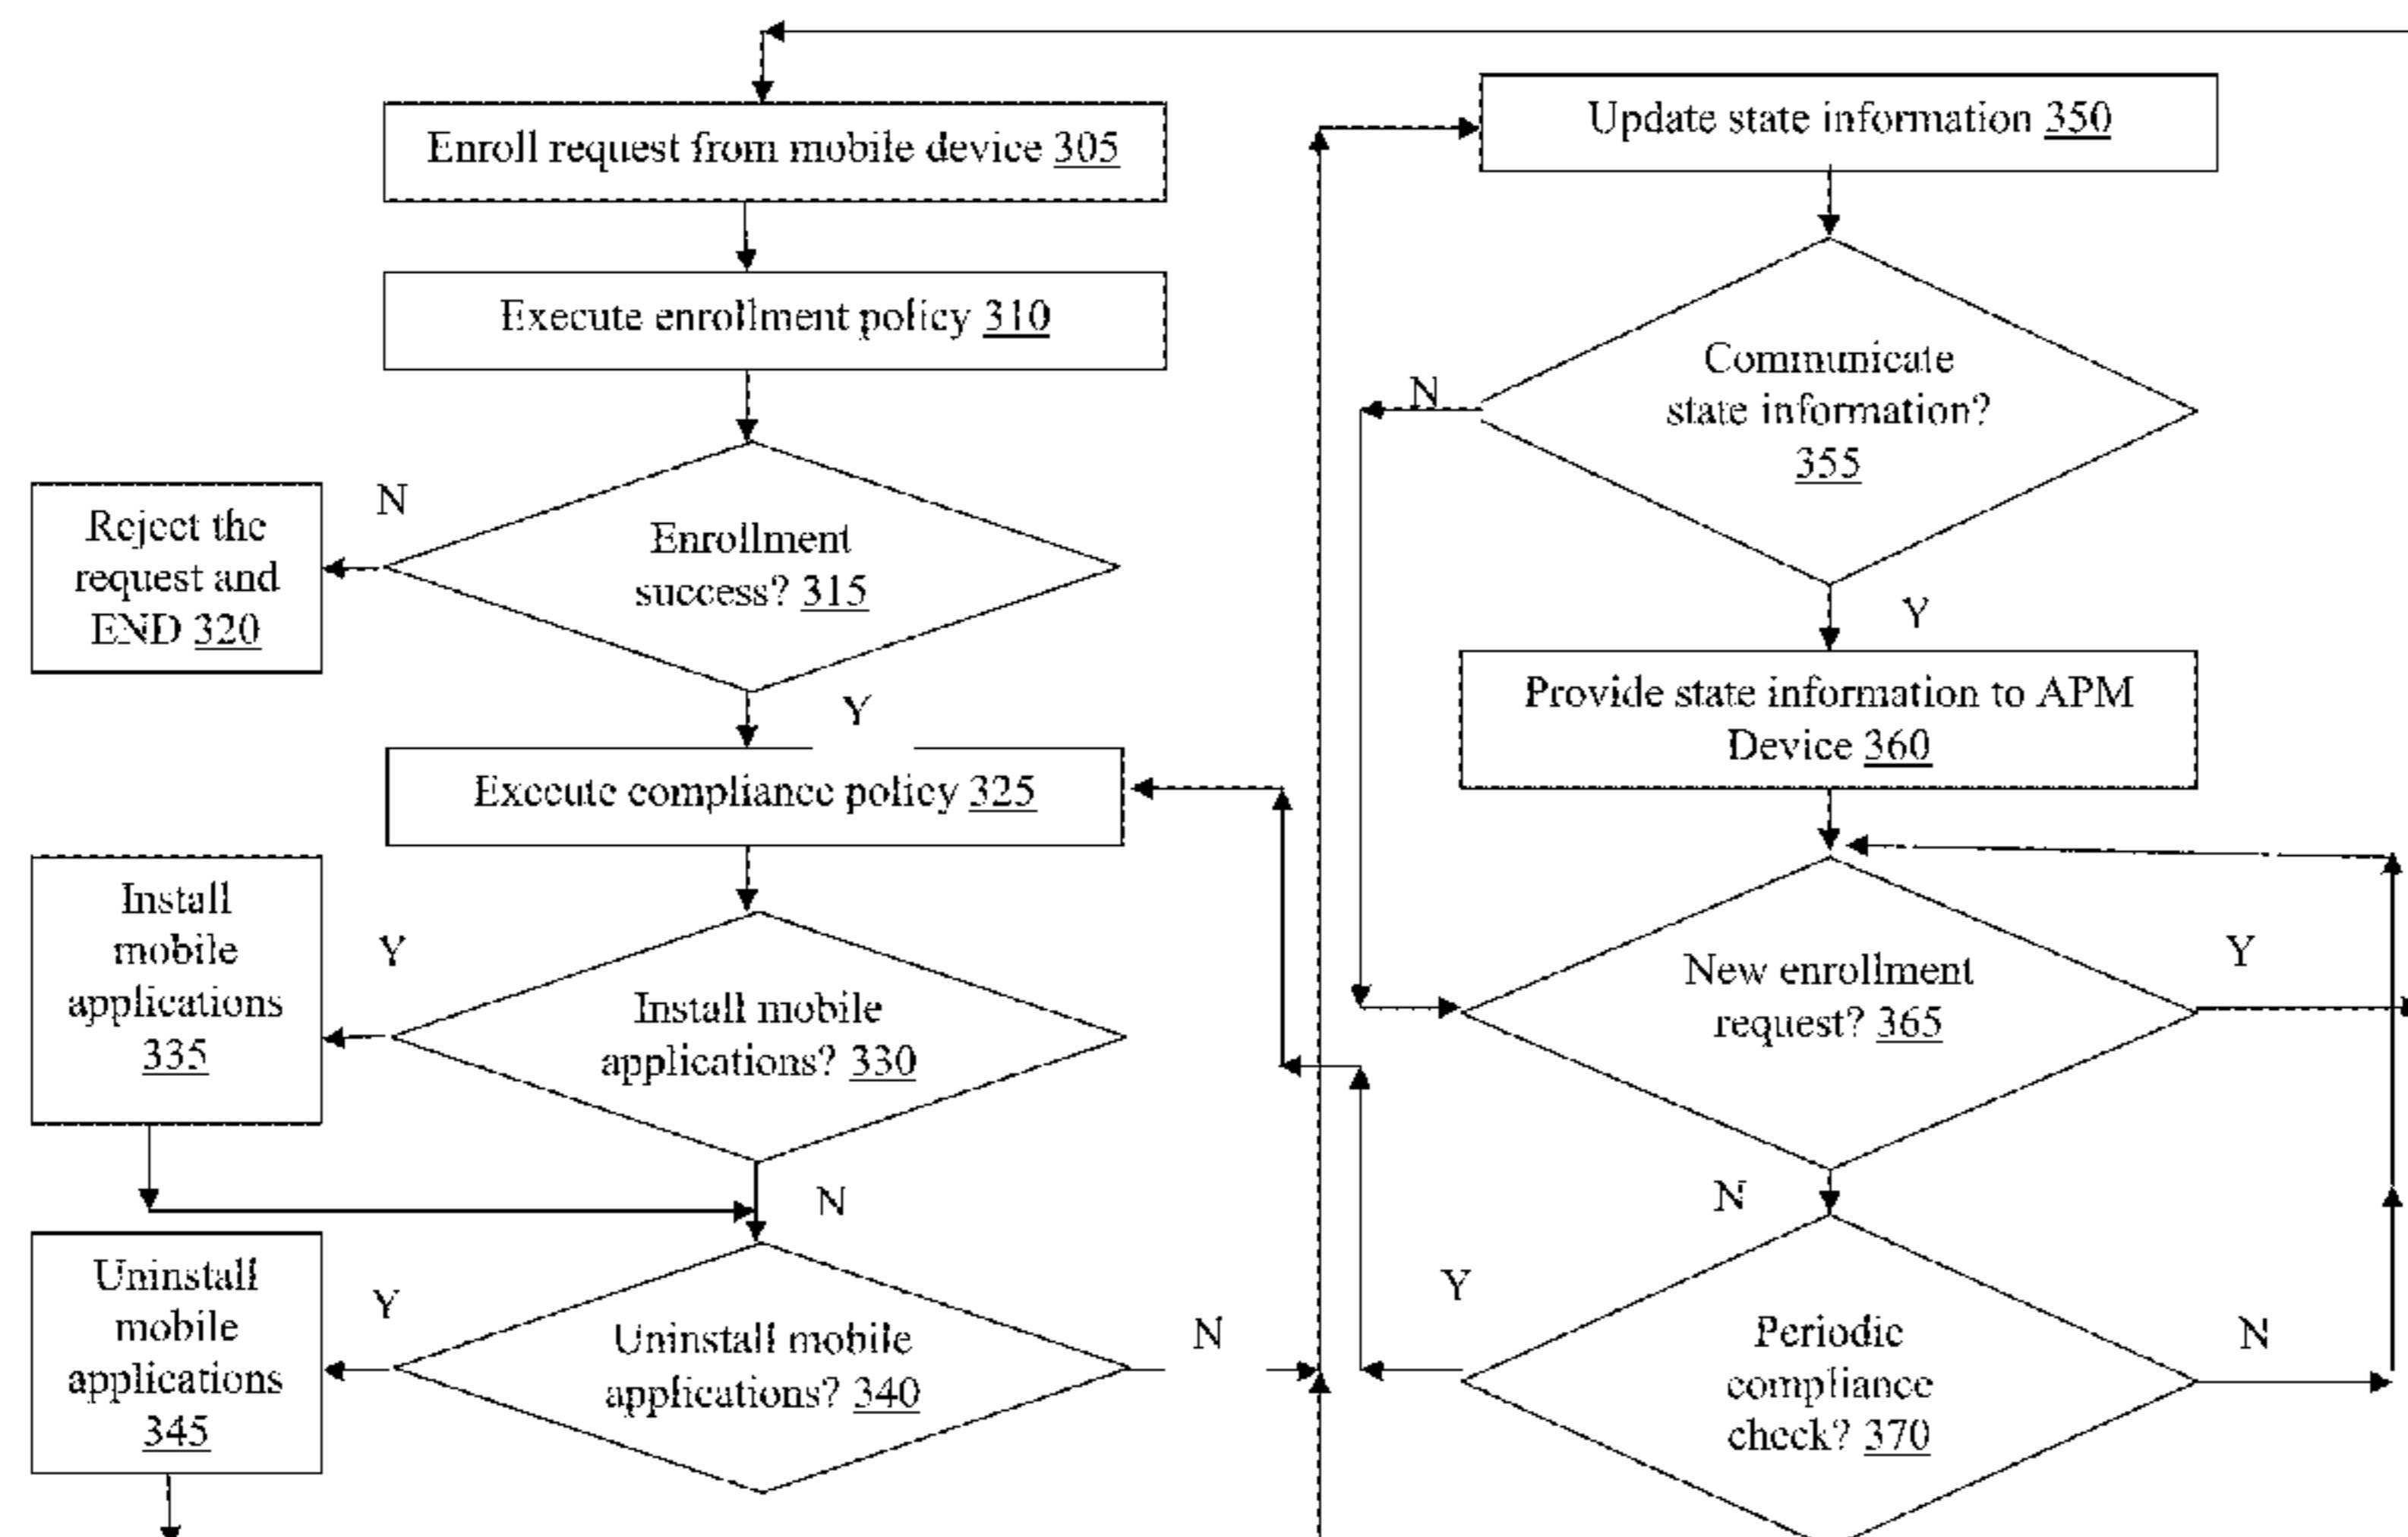 Enroll request from mobile device 305
Execute enrollment policy 310
Enrollment
success? 315
N
Reject the
request and
END 320
Y
Execute compliance policy 325
Install mobile
applications? 330
Y
Install
mobile
applications
335
N
Uninstall mobile
applications? 340
Y
Uninstall
mobile
applications
345
N
Update state information 350
Communicate
state information?
355
N
Y
Provide state information to APM
Device 360
New enrollment
request? 365
Y
N
Periodic
compliance
check? 370
Y
N